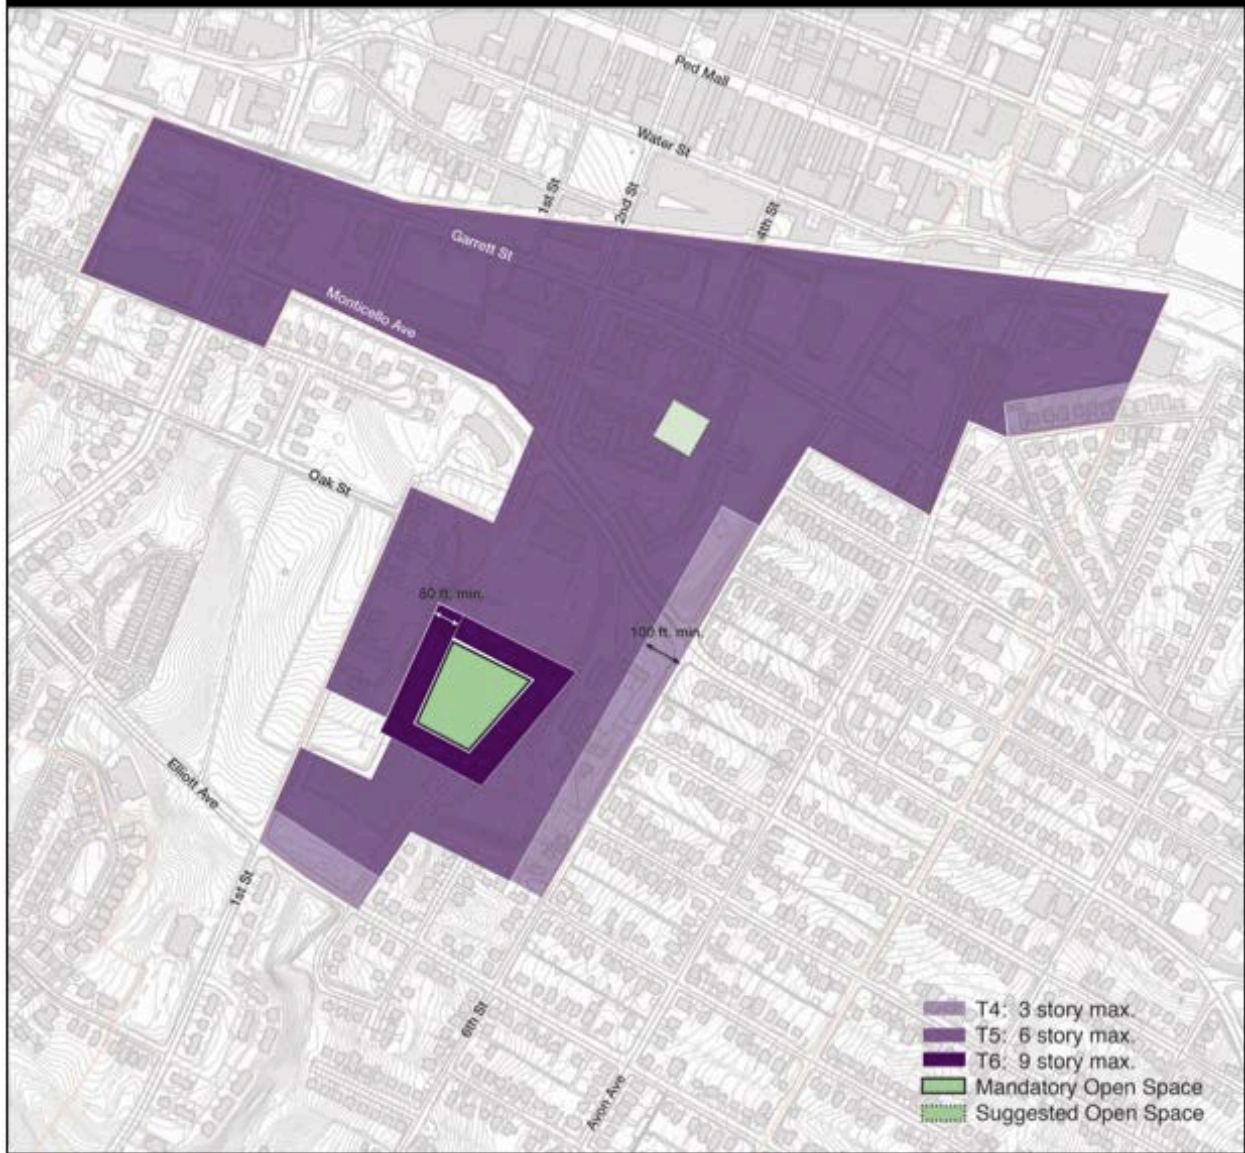 Ped Mall
Water St
1st St
2nd St
4th St
Garrett St
Monticello Ave
Oak St
80 ft. min.
100 ft. min.
Elliott Ave
1st St
6th St
Avon Ave
T4: 3 story max.
T5: 6 story max.
T6: 9 story max.
Mandatory Open Space
Suggested Open Space